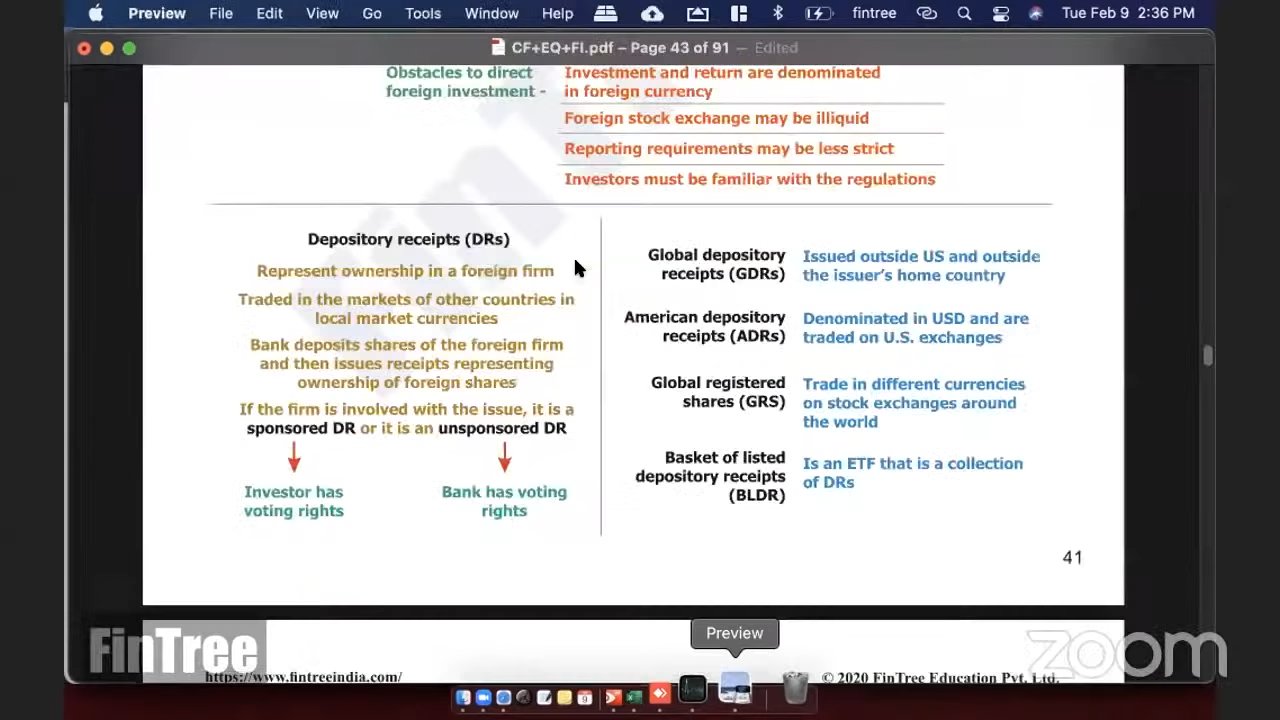 Preview File Edit View Go Tools Window Help fintree Tue Feb 9 2:36 PM
CF+EQ+FI.pdf – Page 43 of 91 — Edited
Obstacles to direct
foreign investment -
Investment and return are denominated
in foreign currency
Foreign stock exchange may be illiquid
Reporting requirements may be less strict
Investors must be familiar with the regulations
Depository receipts (DRs)
Represent ownership in a foreign firm
Traded in the markets of other countries in
local market currencies
Bank deposits shares of the foreign firm
and then issues receipts representing
ownership of foreign shares
If the firm is involved with the issue, it is a
sponsored DR or it is an unsponsored DR
Investor has
voting rights
Bank has voting
rights
Global depository
receipts (GDRs)
Issued outside US and outside
the issuer's home country
American depository
receipts (ADRs)
Denominated in USD and are
traded on U.S. exchanges
Global registered
shares (GRS)
Trade in different currencies
on stock exchanges around
the world
Basket of listed
depository receipts
(BLDR)
Is an ETF that is a collection
of DRs
41
Preview
FinTree
zoom
https://www.fintreeindia.com/
© 2020 FinTree Education Pvt. Ltd.